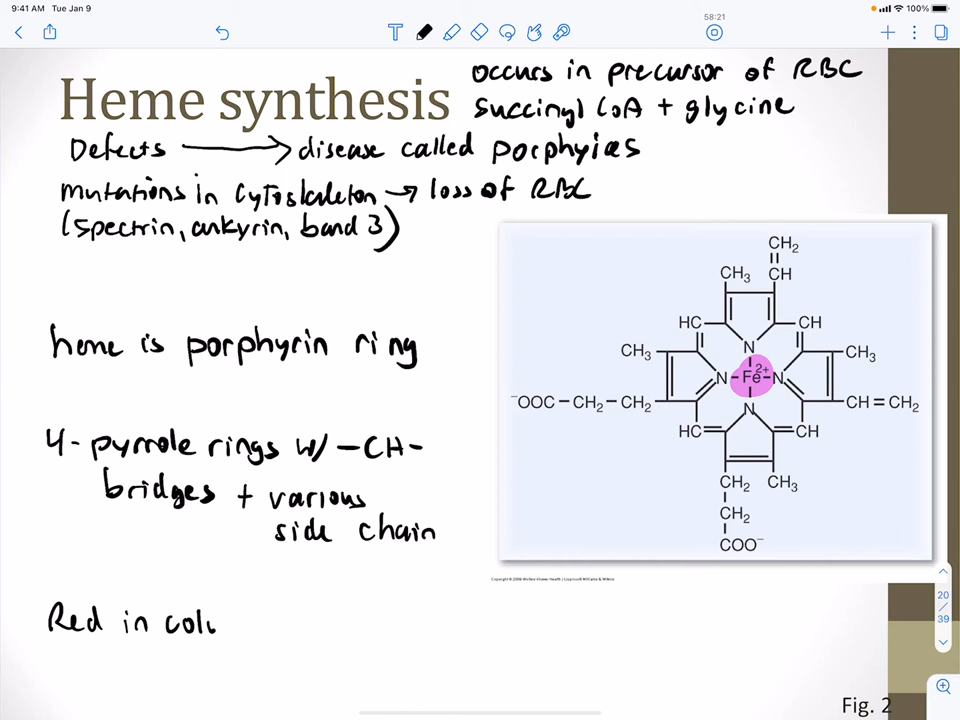 9:41 AM Tue Jan 9
100%
58:21
Heme synthesis
occurs in precursor of RBC
succinyl CoA + glycine
Defects → disease called porphyias
mutations in cytoskeleton → loss of RBC
(spectrin, ankyrin, band 3)
heme is porphyrin ring
4- pyrrole rings w/ -CH-
bridges + various
side chain
Red in colo
CH2
CH3
CH
HC
CH
CH3
N
CH3
N
Fe2+
N
-OOC-CH2-CH2
N
CH=CH2
HC
CH
CH2
CH3
CH2
COO-
20
/
39
Fig. 2